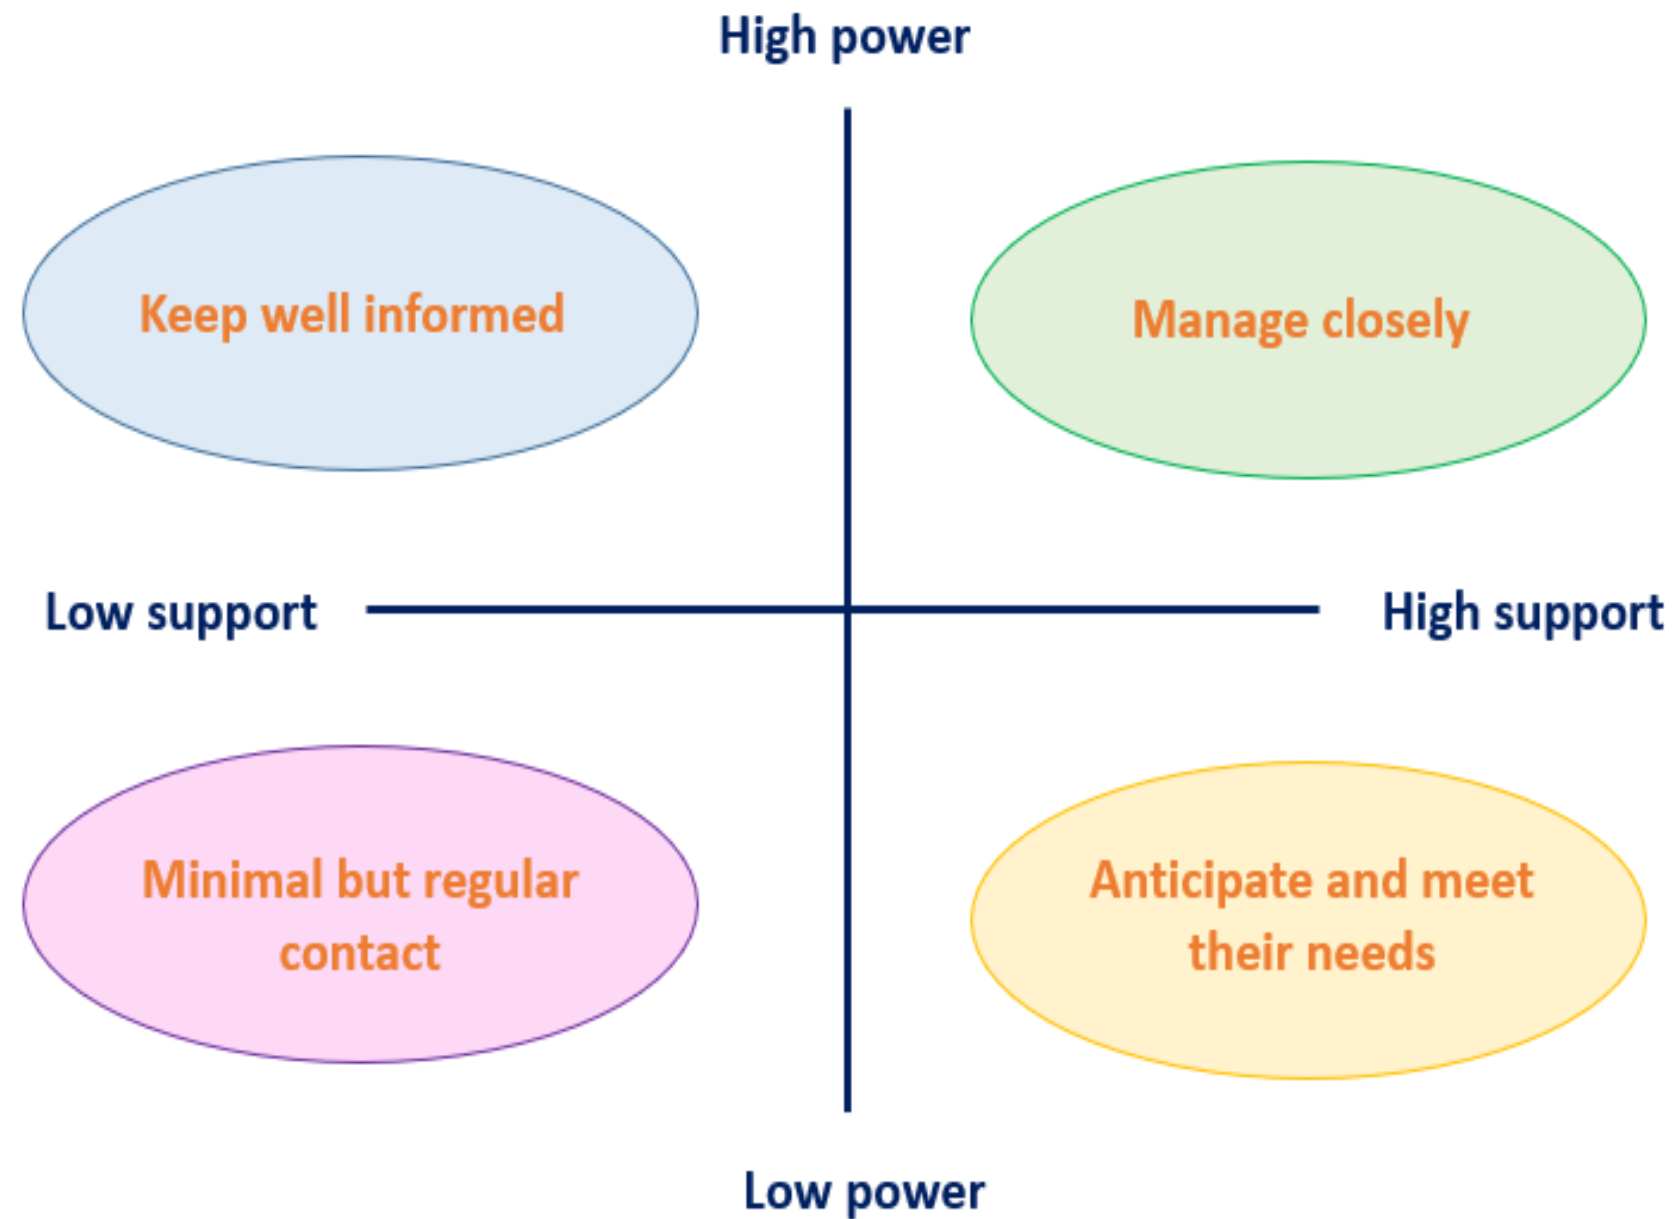 High power
Keep well informed
Manage closely
Low support
High support
Minimal but regular
contact
Anticipate and meet
their needs
Low power